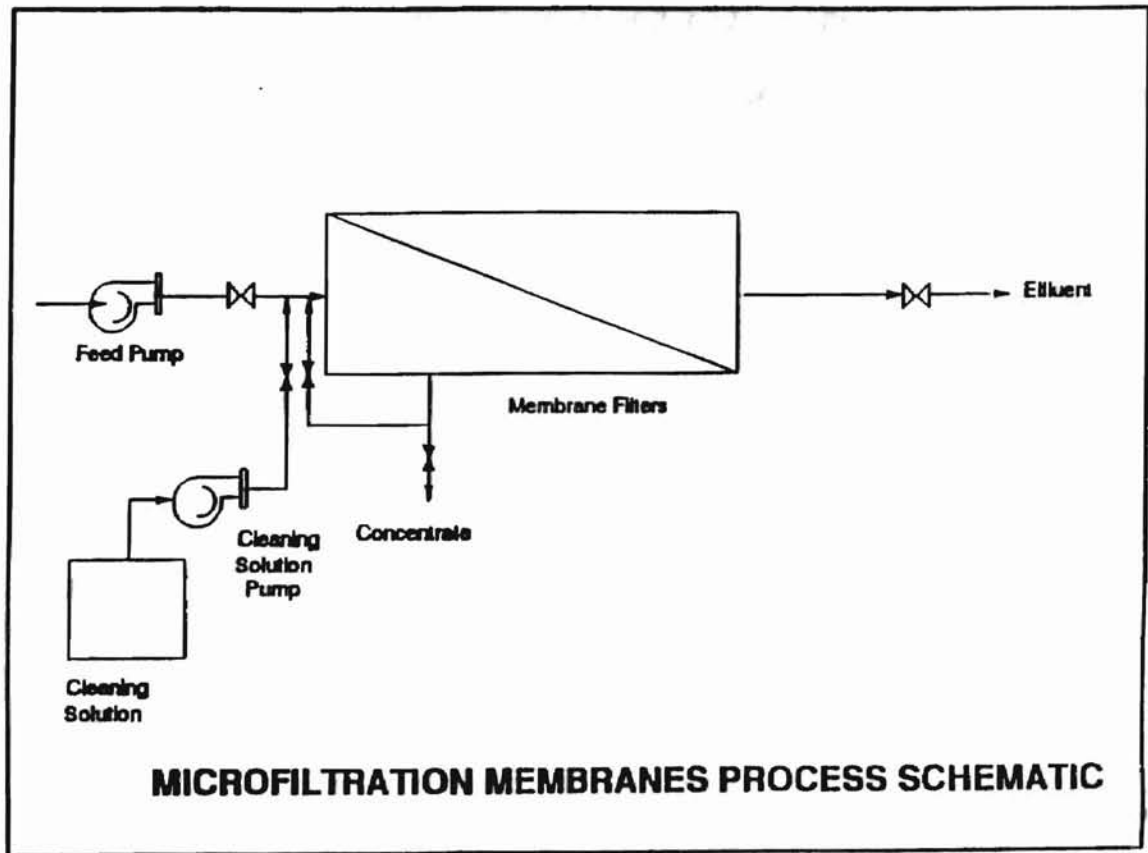 Feed Pump
Effluent
Membrane Filters
Cleaning
Solution
Pump
Concentrate
Cleaning
Solution
MICROFILTRATION MEMBRANES PROCESS SCHEMATIC